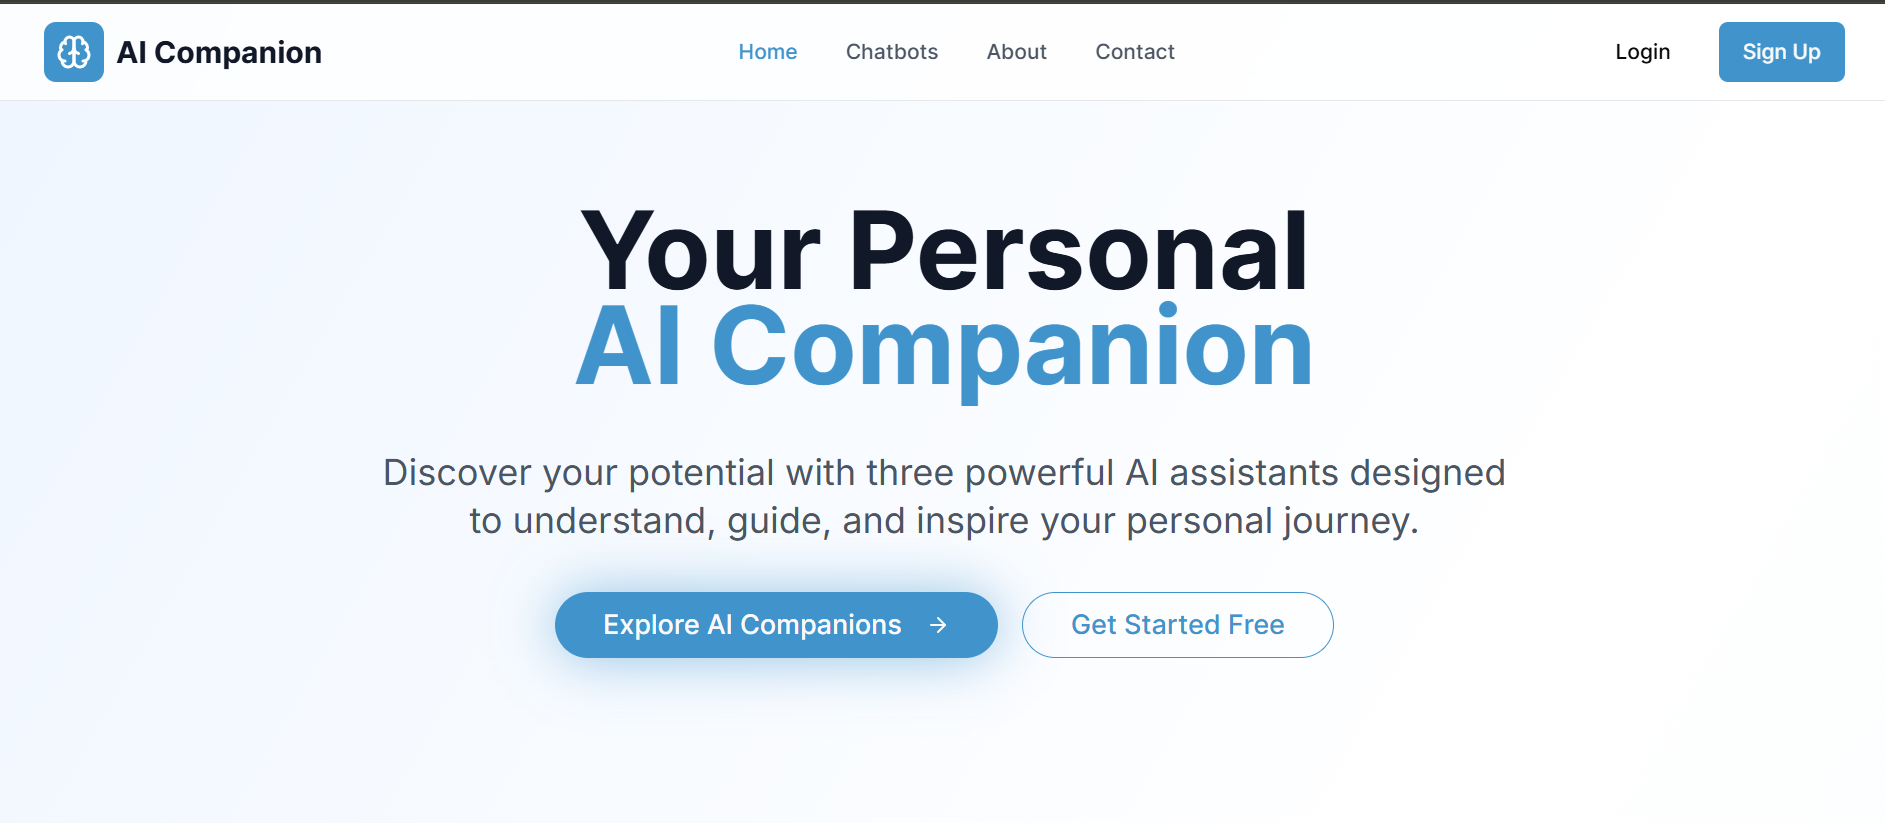 AI Companion
Home
Chatbots
About
Contact
Login
Sign Up
Your Personal
AI Companion
Discover your potential with three powerful AI assistants designed
to understand, guide, and inspire your personal journey.
Explore AI Companions →
Get Started Free